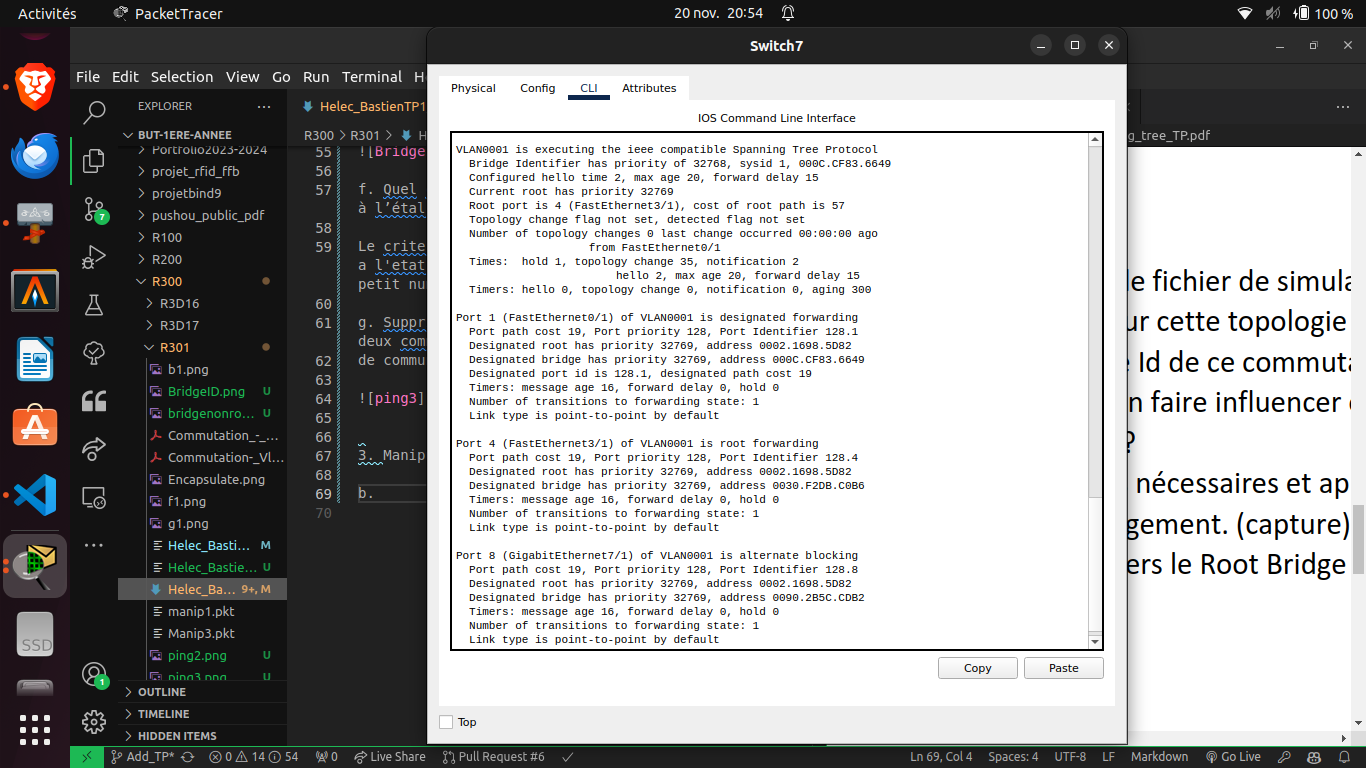 Activités
PacketTracer
20 nov. 20:54
100 %
Switch7
File Edit Selection View Go Run Terminal
Physical Config CLI Attributes
EXPLORER
Helec_BastienTP1
IOS Command Line Interface
BUT-1ERE-ANNEE
R300 > R301 >
g_tree_TP.pdf
Portfolio2023-2024
projet_rfid_ffb
projetbind9
pushou_public_pdf
R100
R200
R300
R3D16
R3D17
R301
b1.png
BridgeID.png U
bridgenonro... U
Commutation_-_...
Commutation-_Vl...
Encapsulate.png
f1.png
g1.png
Helec_Basti... M
Helec_Bastie... U
Helec_Ba... 9+, M
manip1.pkt
Manip3.pkt
ping2.png U
ping3.png U
OUTLINE
TIMELINE
HIDDEN ITEMS
7
1
SSD
55 ![Bridge
56
57 f. Quel
à l'étal
58
59 Le crite
a l'etat
petit nu
60
61 g. Suppr
deux com
62 de commu
63
64 ![ping3]
65
66
67 3. Manip
68
69 b.
70
VLAN0001 is executing the ieee compatible Spanning Tree Protocol
Bridge Identifier has priority of 32768, sysid 1, 000C.CF83.6649
Configured hello time 2, max age 20, forward delay 15
Current root has priority 32769
Root port is 4 (FastEthernet3/1), cost of root path is 57
Topology change flag not set, detected flag not set
Number of topology changes 0 last change occurred 00:00:00 ago
from FastEthernet0/1
Times: hold 1, topology change 35, notification 2
hello 2, max age 20, forward delay 15
Timers: hello 0, topology change 0, notification 0, aging 300
Port 1 (FastEthernet0/1) of VLAN0001 is designated forwarding
Port path cost 19, Port priority 128, Port Identifier 128.1
Designated root has priority 32769, address 0002.1698.5D82
Designated bridge has priority 32769, address 000C.CF83.6649
Designated port id is 128.1, designated path cost 19
Timers: message age 16, forward delay 0, hold 0
Number of transitions to forwarding state: 1
Link type is point-to-point by default
Port 4 (FastEthernet3/1) of VLAN0001 is root forwarding
Port path cost 19, Port priority 128, Port Identifier 128.4
Designated root has priority 32769, address 0002.1698.5D82
Designated bridge has priority 32769, address 0030.F2DB.C0B6
Timers: message age 16, forward delay 0, hold 0
Number of transitions to forwarding state: 1
Link type is point-to-point by default
Port 8 (GigabitEthernet7/1) of VLAN0001 is alternate blocking
Port path cost 19, Port priority 128, Port Identifier 128.8
Designated root has priority 32769, address 0002.1698.5D82
Designated bridge has priority 32769, address 0090.2B5C.CDB2
Timers: message age 16, forward delay 0, hold 0
Number of transitions to forwarding state: 1
Link type is point-to-point by default
Copy Paste
Top
le fichier de simula
ur cette topologie
e Id de ce commuta
n faire influencer
?
nécessaires et ap
gement. (capture)
ers le Root Bridge
Add_TP* 0 14 54 0 Live Share Pull Request #6
Ln 69, Col 4 Spaces: 4 UTF-8 LF Markdown Go Live